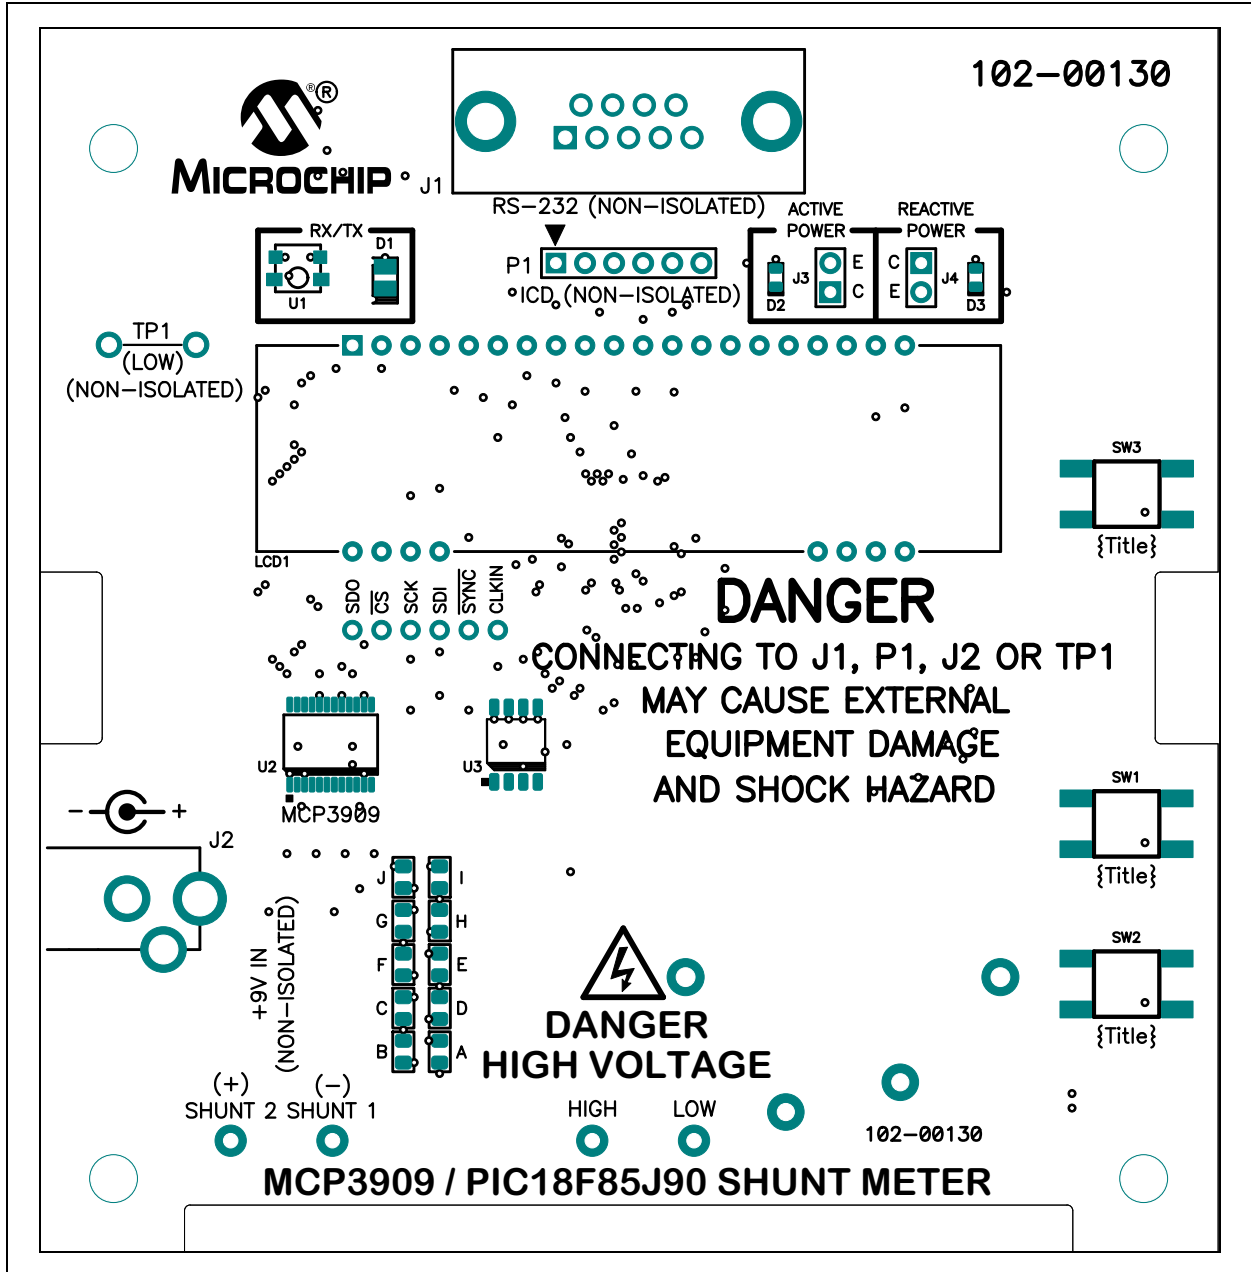 102-00130
®®
MICROCHIP
J1
RS-232 (NON-ISOLATED)
ACTIVE
POWER
REACTIVE
POWER
RX/TX
D1
U1
P1
ICD (NON-ISOLATED)
E
J3
C
D2
C
J4
E
D3
TP1
(LOW)
(NON-ISOLATED)
LCD1
SW3
{Title}
SDO
CS
SCK
SDI
SYNC
CLKIN
DANGER
CONNECTING TO J1, P1, J2 OR TP1
MAY CAUSE EXTERNAL
EQUIPMENT DAMAGE
AND SHOCK HAZARD
U2
U3
MCP3909
- +
J2
SW1
{Title}
J I
G H
F E
C D
B A
+9V IN
(NON-ISOLATED)
SW2
{Title}
DANGER
HIGH VOLTAGE
(+) (-)
SHUNT 2 SHUNT 1
HIGH LOW
102-00130
MCP3909 / PIC18F85J90 SHUNT METER